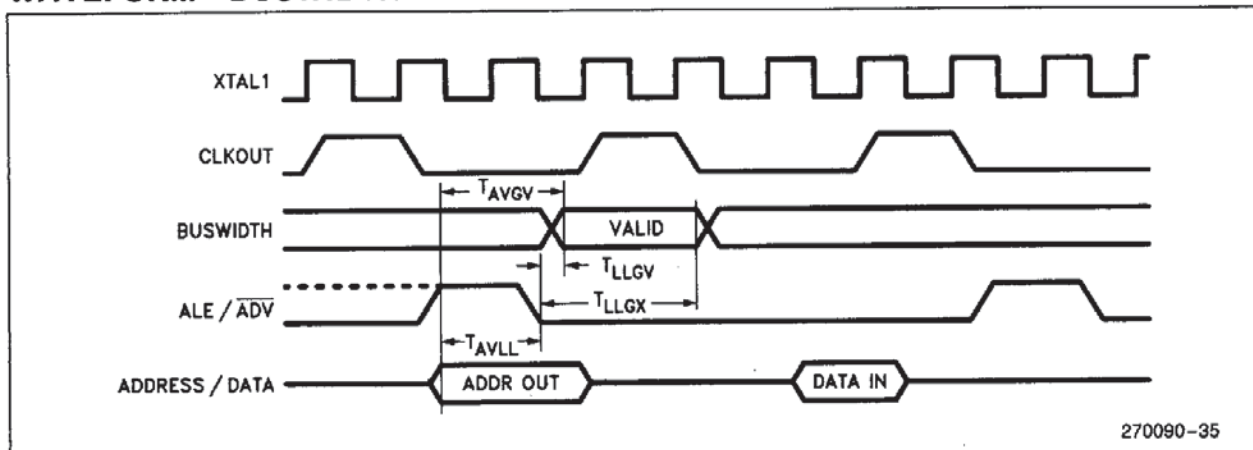 XTAL1
CLKOUT
TAVGV
BUSWIDTH
VALID
TLLGV
TLLGX
ALE / ADV
TAVLL
ADDRESS / DATA
ADDR OUT
DATA IN
270090-35